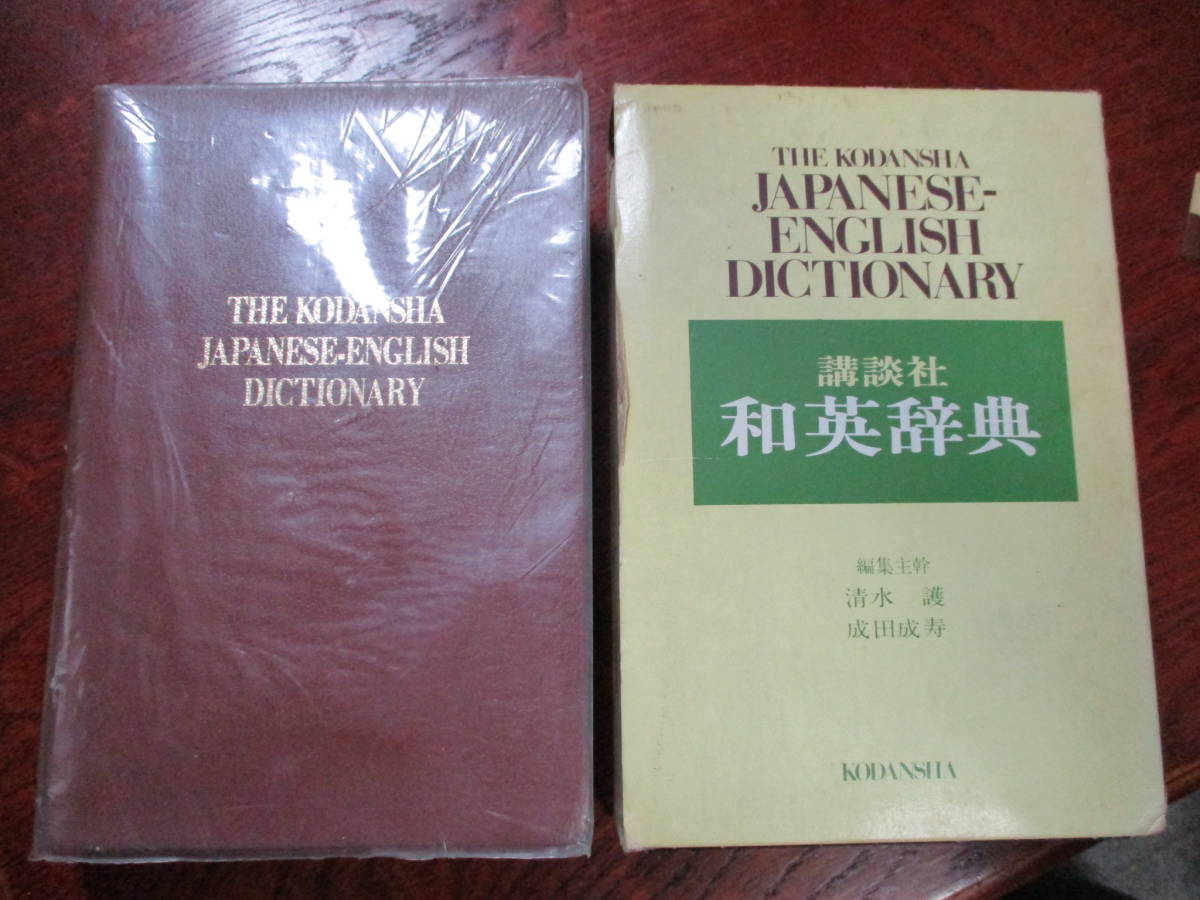 THE KODANSHA
JAPANESE-ENGLISH
DICTIONARY
THE KODANSHA
JAPANESE-
ENGLISH
DICTIONARY
講談社
和英辞典
編集主幹
清水 護
成田成寿
KODANSHA